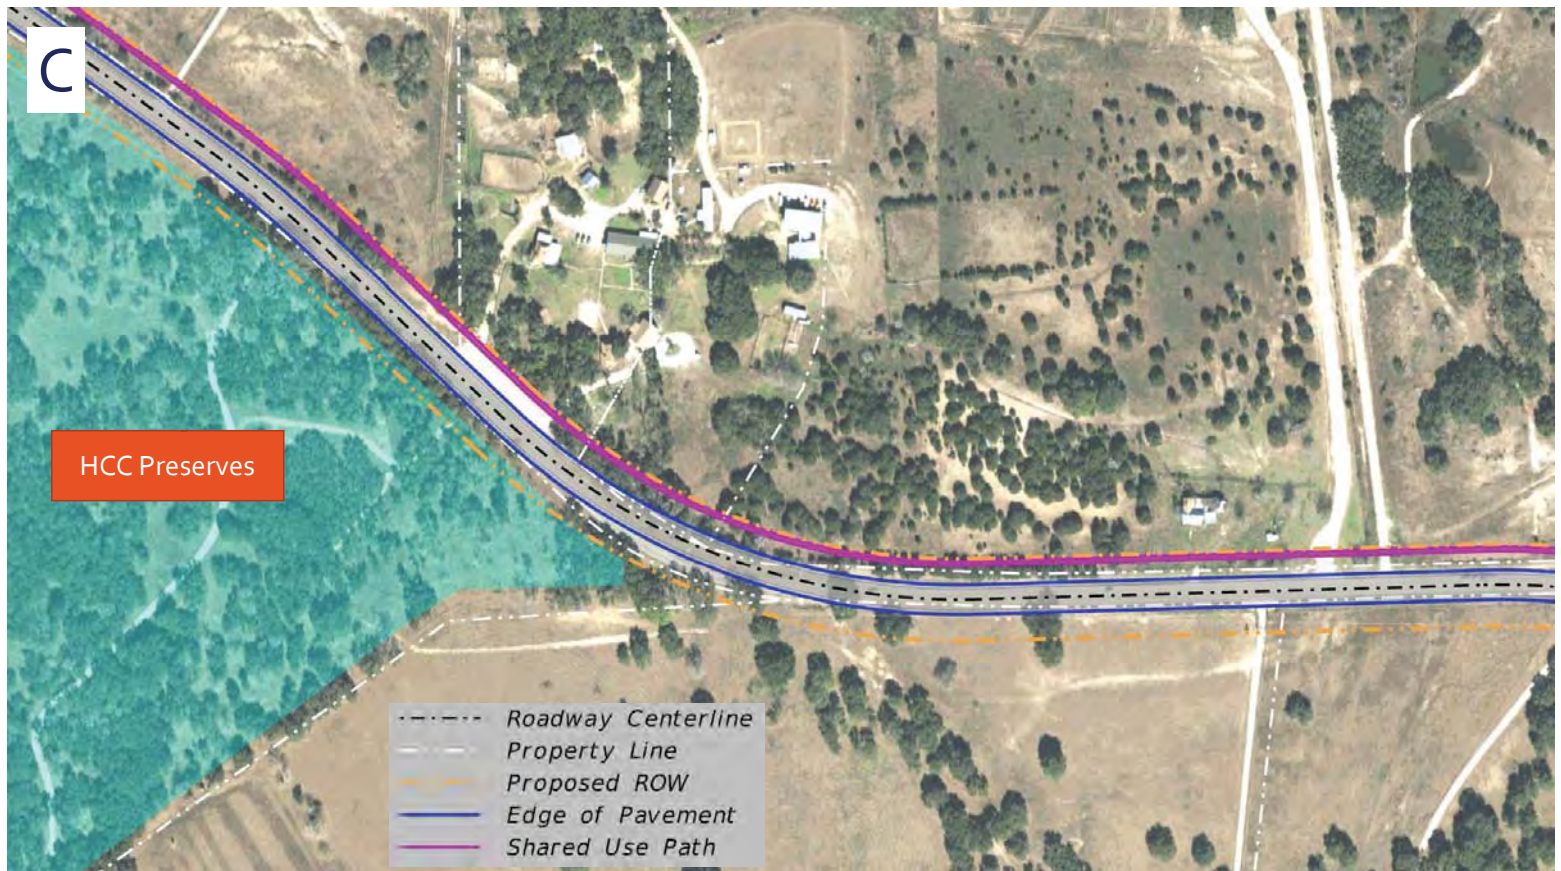 C
HCC Preserves
Roadway Centerline
Property Line
Proposed ROW
Edge of Pavement
Shared Use Path